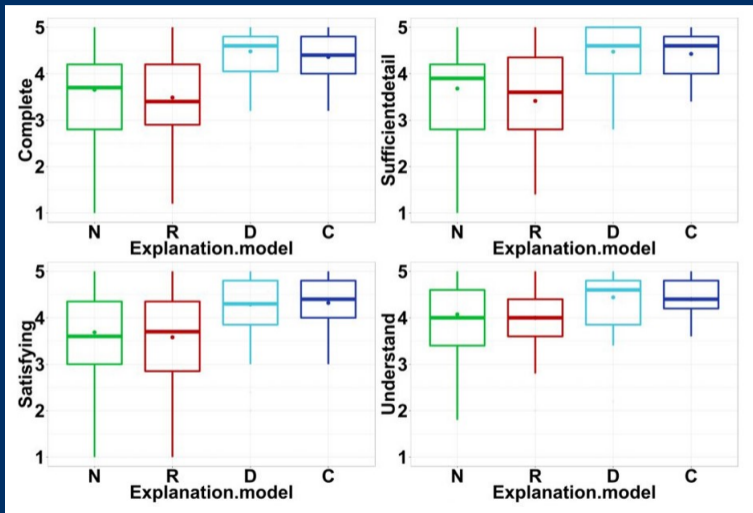 Complete
5
4
3
2
1
N R D C
Explanation.model
Sufficientdetail
5
4
3
2
1
N R D C
Explanation.model
Satisfying
5
4
3
2
1
N R D C
Explanation.model
Understand
5
4
3
2
1
N R D C
Explanation.model